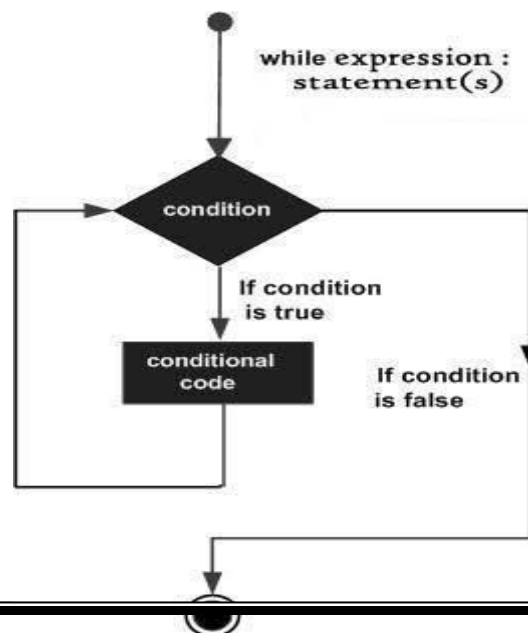 while expression :
statement(s)
condition
If condition
is true
conditional
code
If condition
is false